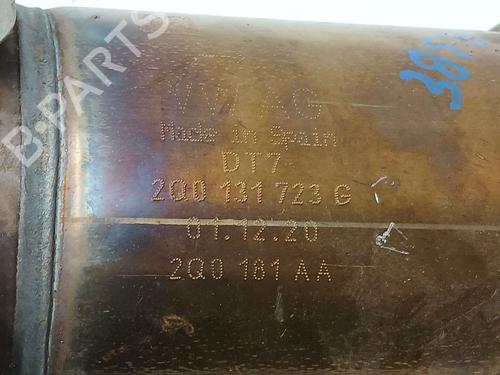 VW AG
Made in Spain
DT7
2Q0 131 723 G
01.12.20
2Q0 181 AA
B-PARTS